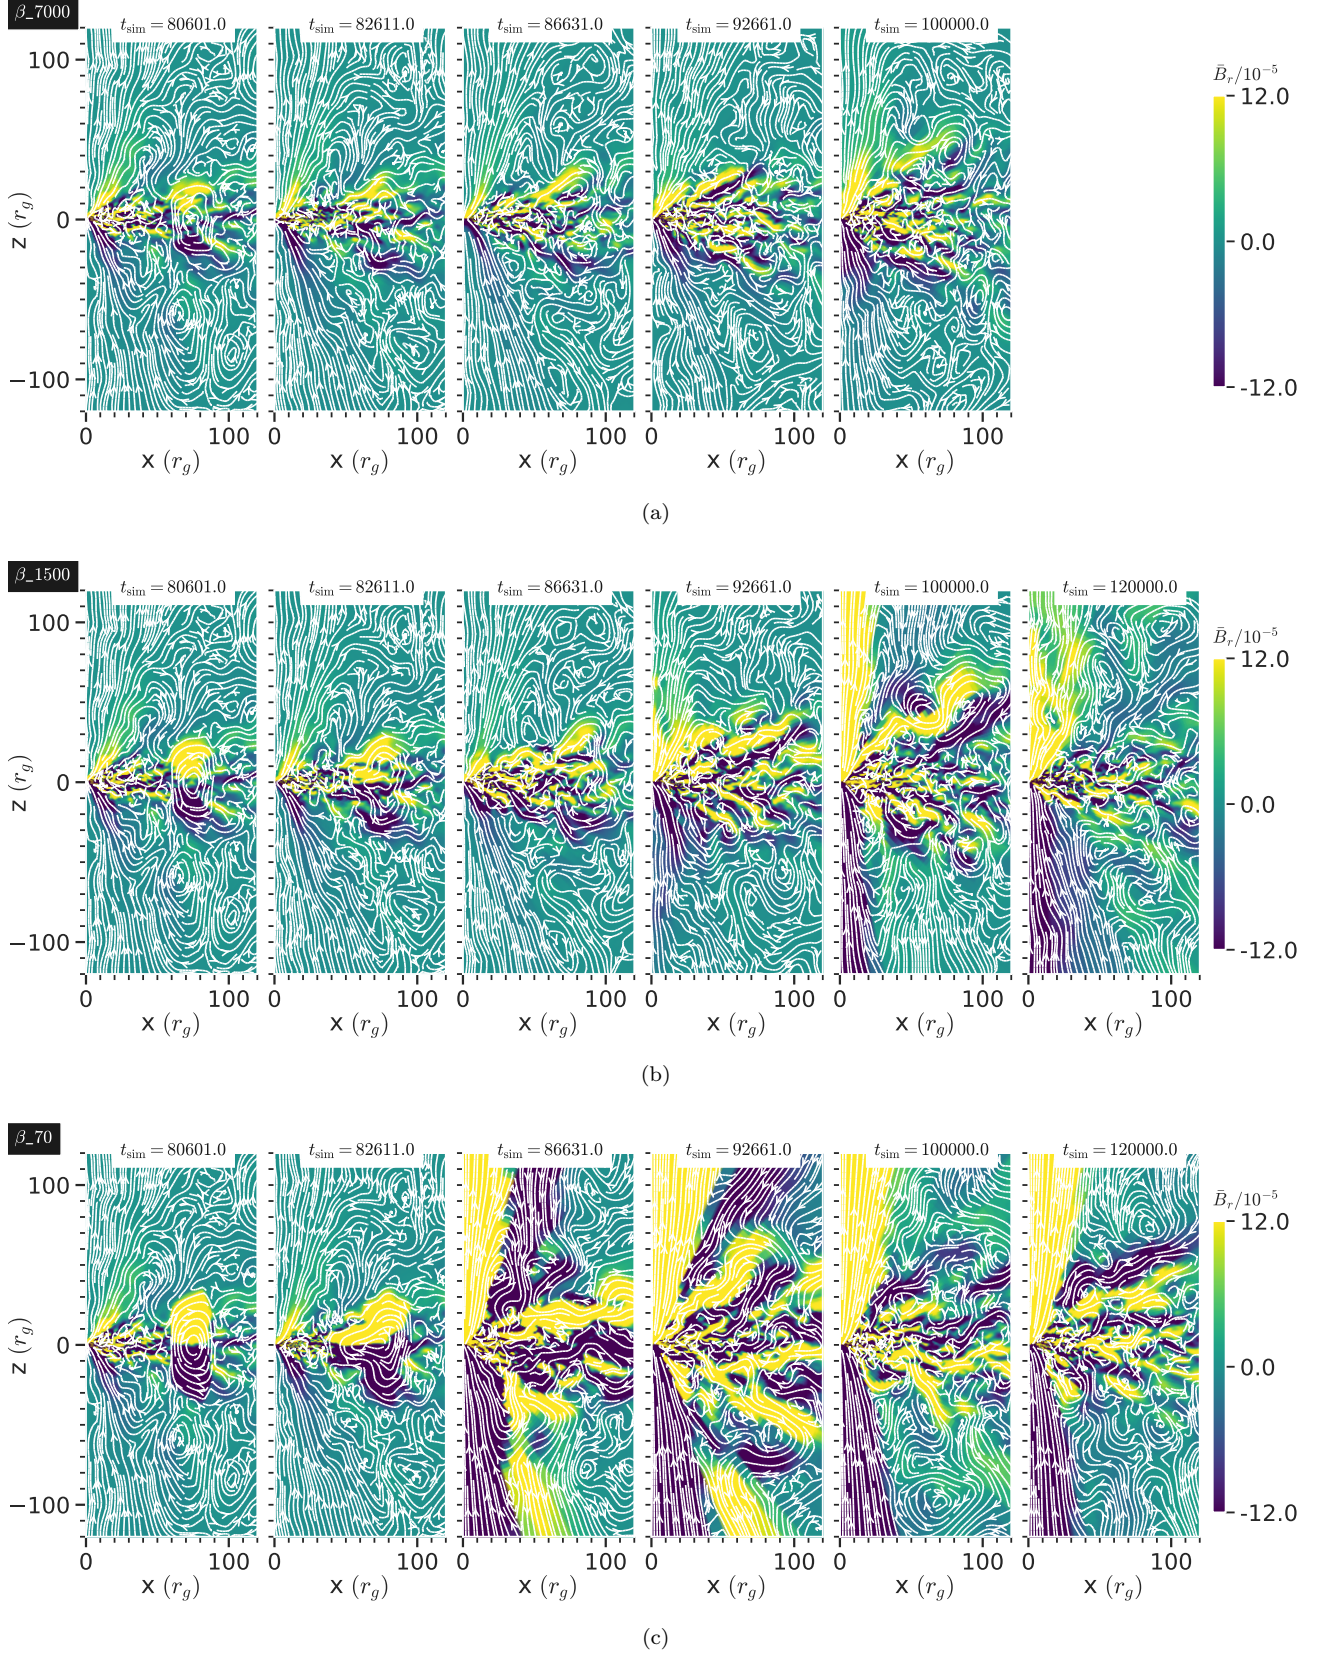 β_7000
t_sim = 80601.0 t_sim = 82611.0 t_sim = 86631.0 t_sim = 92661.0 t_sim = 100000.0
B̄_r/10⁻⁵
12.0
0.0
-12.0
z (r_g)
100
0
−100
0 100 0 100 0 100 0 100 0 100
x (r_g) x (r_g) x (r_g) x (r_g) x (r_g)
(a)
β_1500
t_sim = 80601.0 t_sim = 82611.0 t_sim = 86631.0 t_sim = 92661.0 t_sim = 100000.0 t_sim = 120000.0
B̄_r/10⁻⁵
12.0
0.0
-12.0
z (r_g)
100
0
−100
0 100 0 100 0 100 0 100 0 100 0 100
x (r_g) x (r_g) x (r_g) x (r_g) x (r_g) x (r_g)
(b)
β_70
t_sim = 80601.0 t_sim = 82611.0 t_sim = 86631.0 t_sim = 92661.0 t_sim = 100000.0 t_sim = 120000.0
B̄_r/10⁻⁵
12.0
0.0
-12.0
z (r_g)
100
0
−100
0 100 0 100 0 100 0 100 0 100 0 100
x (r_g) x (r_g) x (r_g) x (r_g) x (r_g) x (r_g)
(c)